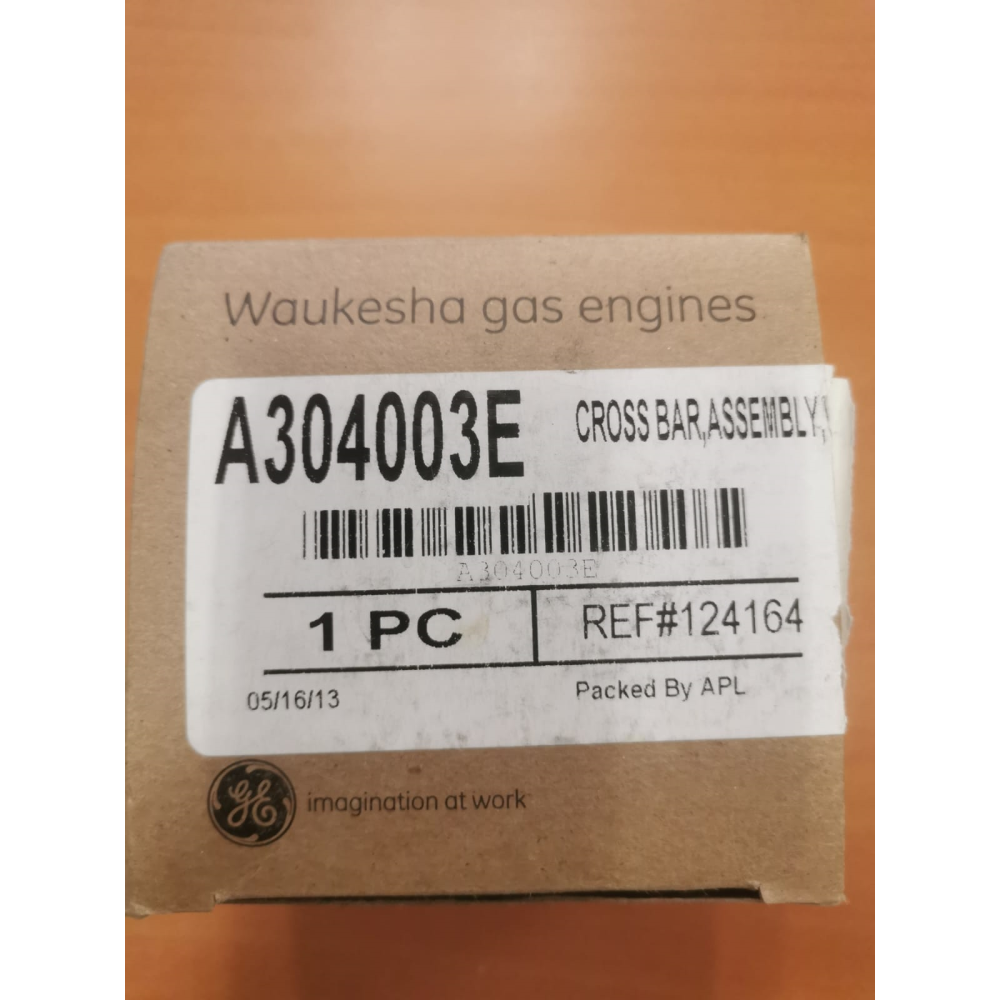 Waukesha gas engines
A304003E
CROSS BAR,ASSEMBLY,
A304003E
1 PC
REF#124164
05/16/13
Packed By APL
GE
imagination at work